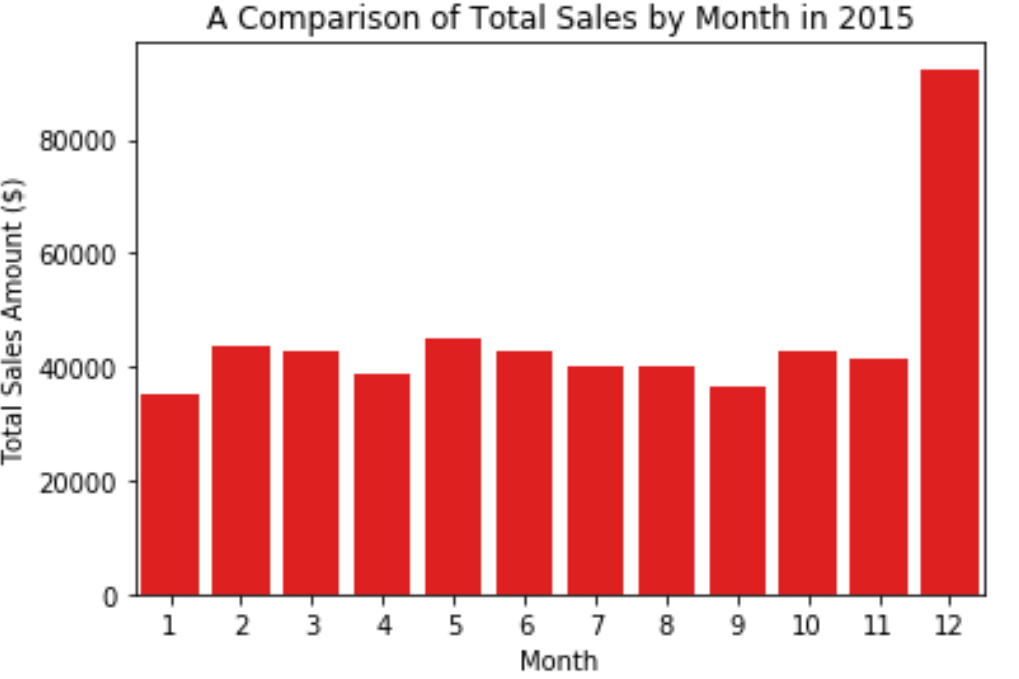 A Comparison of Total Sales by Month in 2015
Total Sales Amount ($)
80000
60000
40000
20000
0
1 2 3 4 5 6 7 8 9 10 11 12
Month